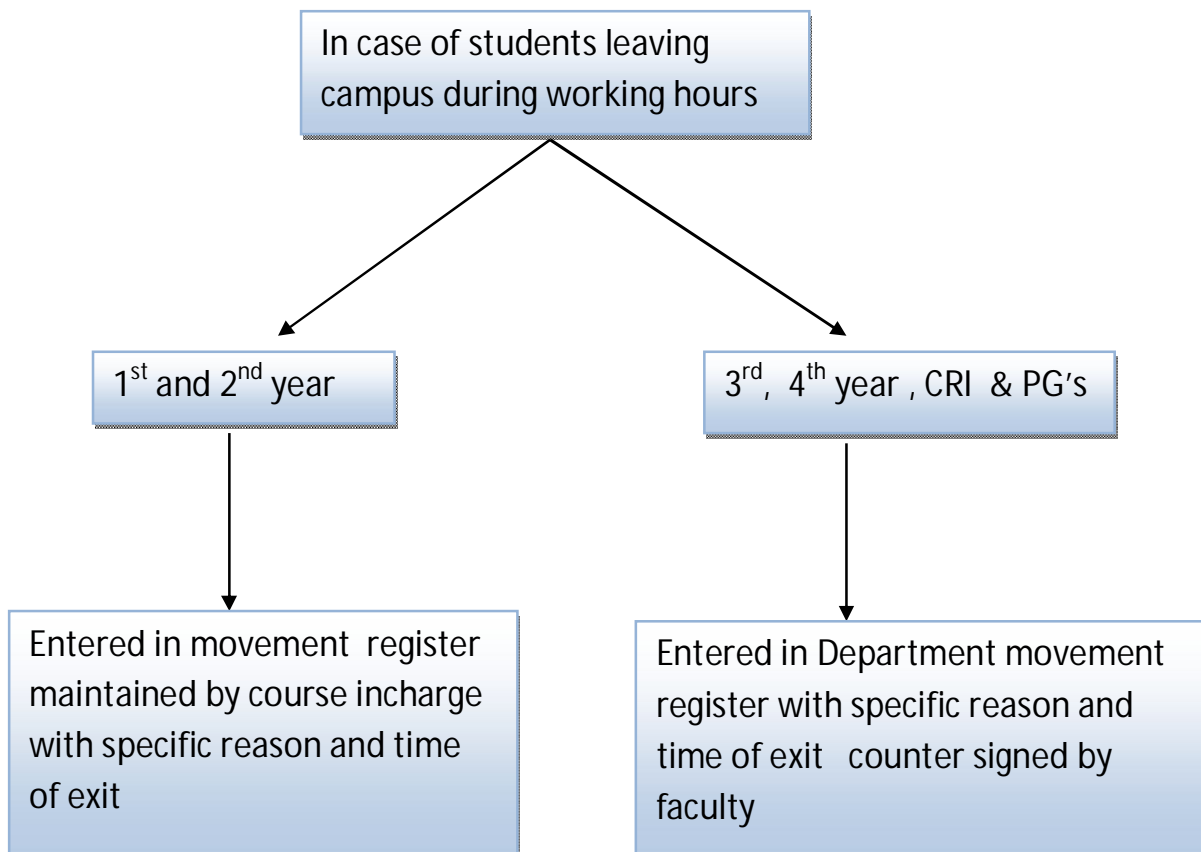 In case of students leaving
campus during working hours
1st and 2nd year
3rd, 4th year , CRI & PG's
Entered in movement register
maintained by course incharge
with specific reason and time
of exit
Entered in Department movement
register with specific reason and
time of exit counter signed by
faculty